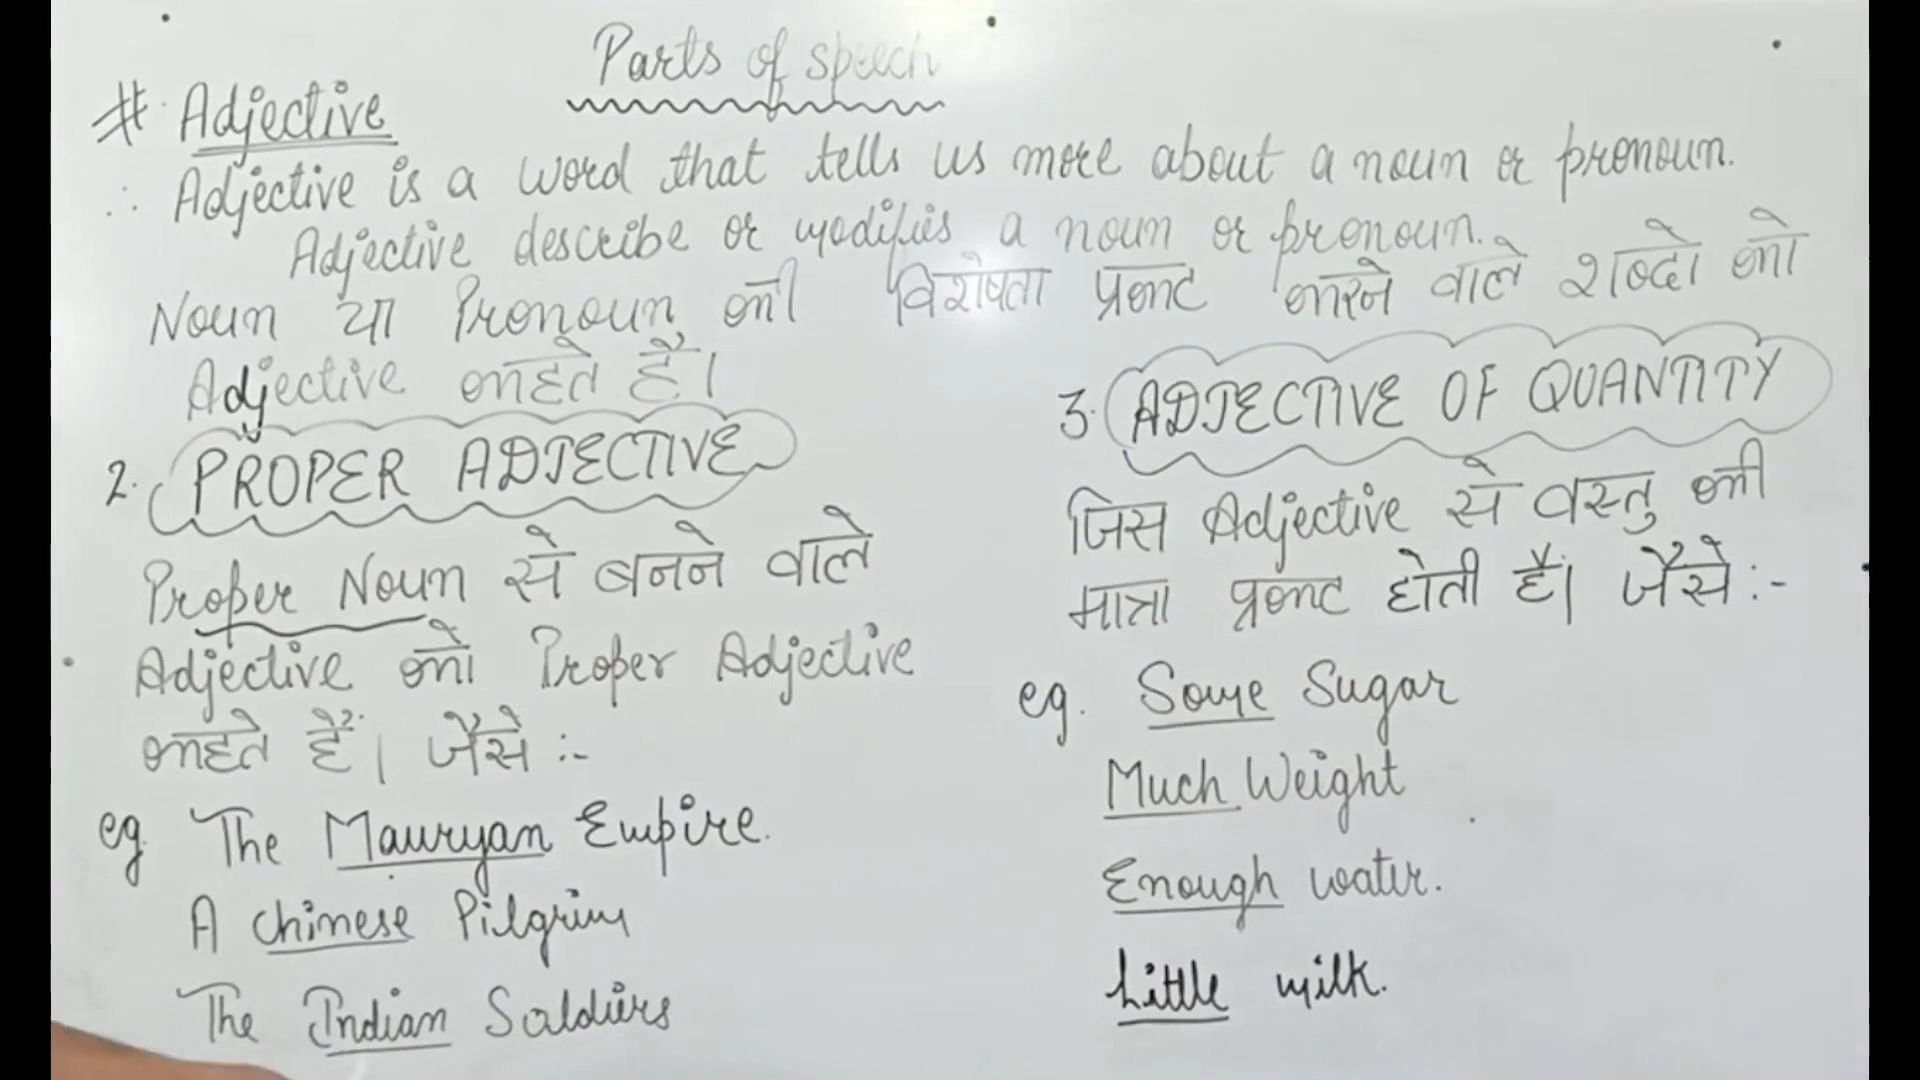 Parts of speech
# Adjective
∴ Adjective is a word that tells us more about a noun or pronoun.
Adjective describe or modifies a noun or pronoun.
Noun या Pronoun की विशेषता प्रकट करने वाले शब्दो को
Adjective कहते है।
2. PROPER ADJECTIVE
Proper Noun से बनने वाले
Adjective को Proper Adjective
कहते हैं। जैसे :-
eg. The Mauryan Empire.
A Chinese Pilgrim
The Indian Soldiers
3. ADJECTIVE OF QUANTITY
जिस Adjective से वस्तु की
मात्रा प्रकट होती है। जैसे :-
eg. Some Sugar
Much Weight
Enough water.
Little milk.